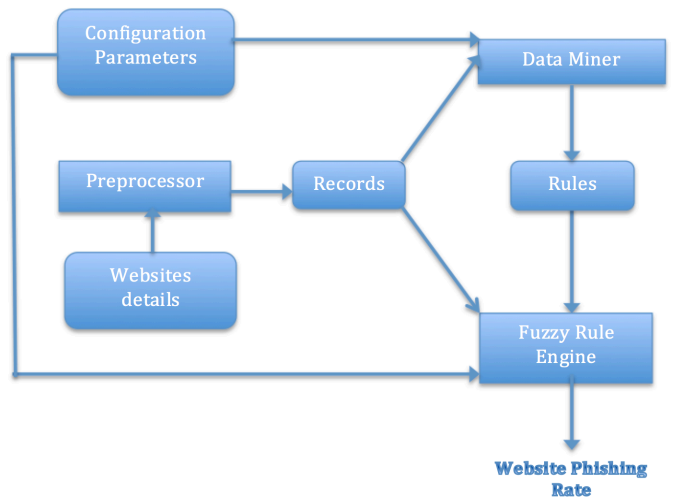 Configuration
Parameters
Data Miner
Preprocessor
Records
Rules
Websites
details
Fuzzy Rule
Engine
Website Phishing
Rate